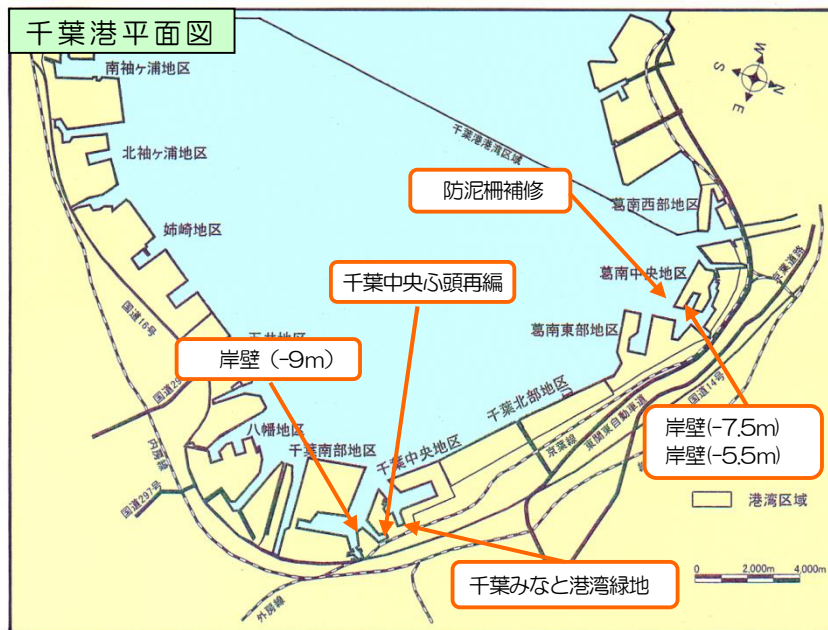 千葉港平面図
南袖ケ浦地区
北袖ケ浦地区
姉崎地区
国道16号
五井地区
岸壁（-9m）
八幡地区
内房線
国道297号
千葉南部地区
千葉中央ふ頭再編
千葉中央地区
千葉北部地区
千葉港港湾区域
防泥柵補修
葛南西部地区
葛南中央地区
葛南東部地区
京葉道路
京葉線
東関東自動車道
国道14号
岸壁(-7.5m)
岸壁(-5.5m)
港湾区域
0 2,000m 4,000m
千葉みなと港湾緑地
外房線
W
S
N
E